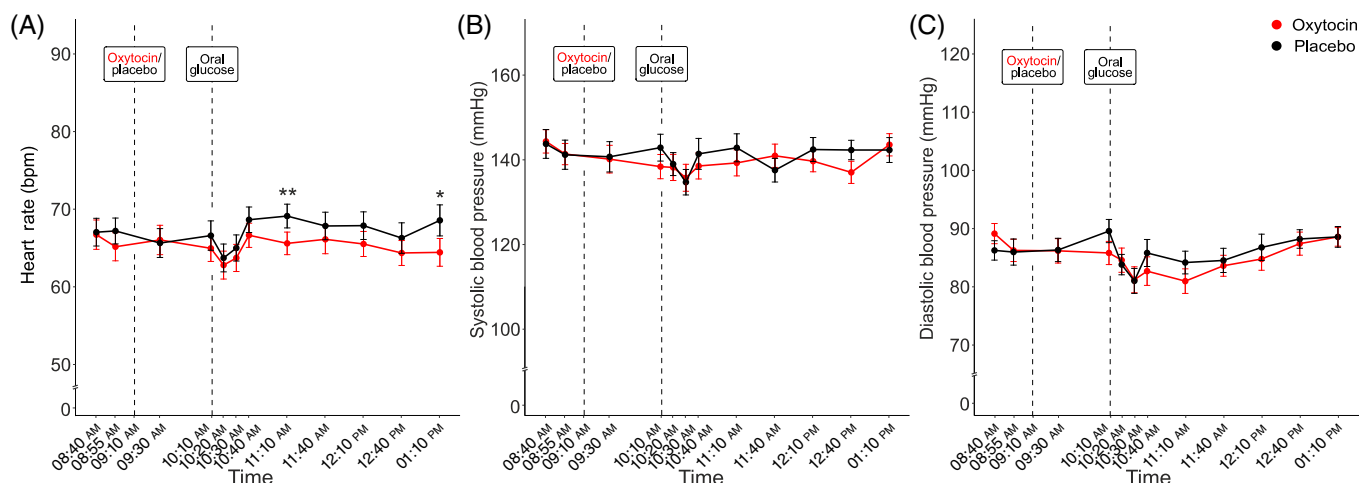 (A)
Heart rate (bpm)
90
80
70
60
50
0
Oxytocin/
placebo
Oral
glucose
**
*
08:40 AM
08:55 AM
09:10 AM
09:30 AM
10:10 AM
10:20 AM
10:30 AM
10:40 AM
11:10 AM
11:40 AM
12:10 PM
12:40 PM
01:10 PM
Time
(B)
Systolic blood pressure (mmHg)
160
140
120
100
0
Oxytocin/
placebo
Oral
glucose
08:40 AM
08:55 AM
09:10 AM
09:30 AM
10:10 AM
10:20 AM
10:30 AM
10:40 AM
11:10 AM
11:40 AM
12:10 PM
12:40 PM
01:10 PM
Time
(C)
Diastolic blood pressure (mmHg)
120
110
100
90
80
70
0
Oxytocin/
placebo
Oral
glucose
Oxytocin
Placebo
08:40 AM
08:55 AM
09:10 AM
09:30 AM
10:10 AM
10:20 AM
10:30 AM
10:40 AM
11:10 AM
11:40 AM
12:10 PM
12:40 PM
01:10 PM
Time